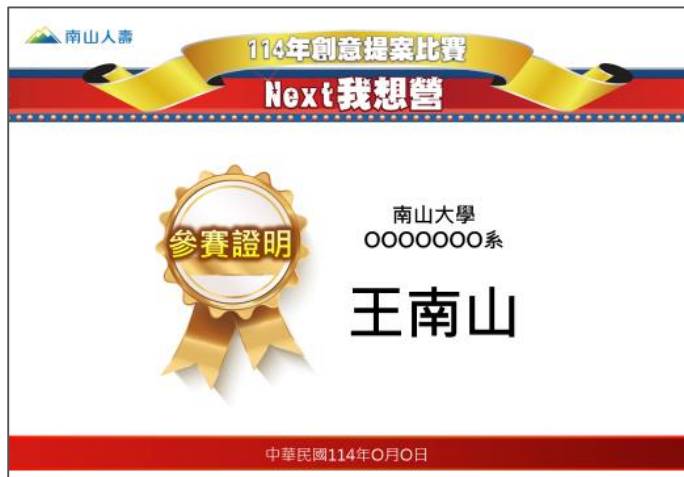 南山人壽
114年創意提案比賽
Next我想營
參賽證明
南山大學
OOOOOOO系
王南山
中華民國114年O月O日